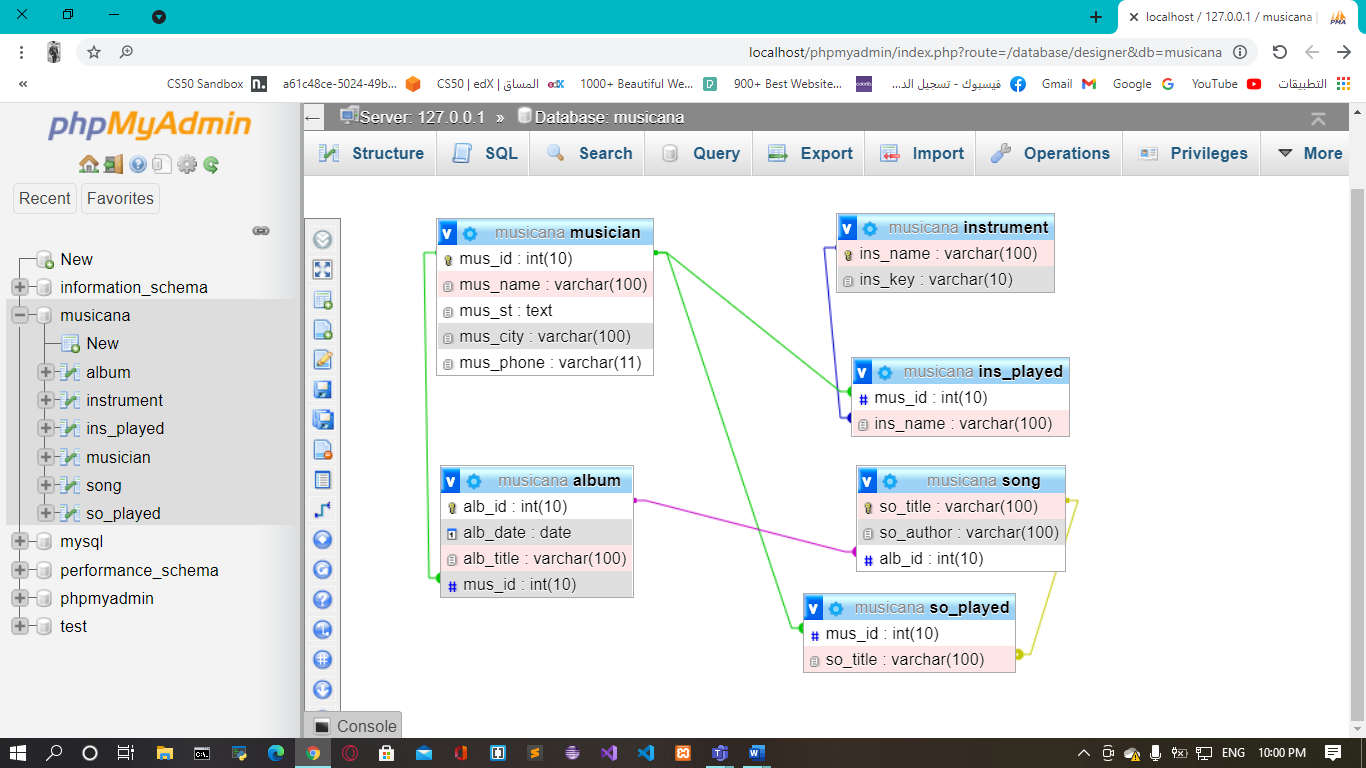 localhost / 127.0.0.1 / musicana |
localhost/phpmyadmin/index.php?route=/database/designer&db=musicana
«
CS50 Sandbox
a61c48ce-5024-49b...
CS50 | edX | المساق
1000+ Beautiful We...
900+ Best Website...
فيسبوك - تسجيل الد...
Gmail
Google
YouTube
التطبيقات
phpMyAdmin
Recent
Favorites
New
information_schema
musicana
New
album
instrument
ins_played
musician
song
so_played
mysql
performance_schema
phpmyadmin
test
Server: 127.0.0.1 » Database: musicana
Structure
SQL
Search
Query
Export
Import
Operations
Privileges
More
v musicana musician
mus_id : int(10)
mus_name : varchar(100)
mus_st : text
mus_city : varchar(100)
mus_phone : varchar(11)
v musicana instrument
ins_name : varchar(100)
ins_key : varchar(10)
v musicana ins_played
# mus_id : int(10)
ins_name : varchar(100)
v musicana album
alb_id : int(10)
alb_date : date
alb_title : varchar(100)
# mus_id : int(10)
v musicana song
so_title : varchar(100)
so_author : varchar(100)
# alb_id : int(10)
v musicana so_played
# mus_id : int(10)
so_title : varchar(100)
Console
ENG
10:00 PM